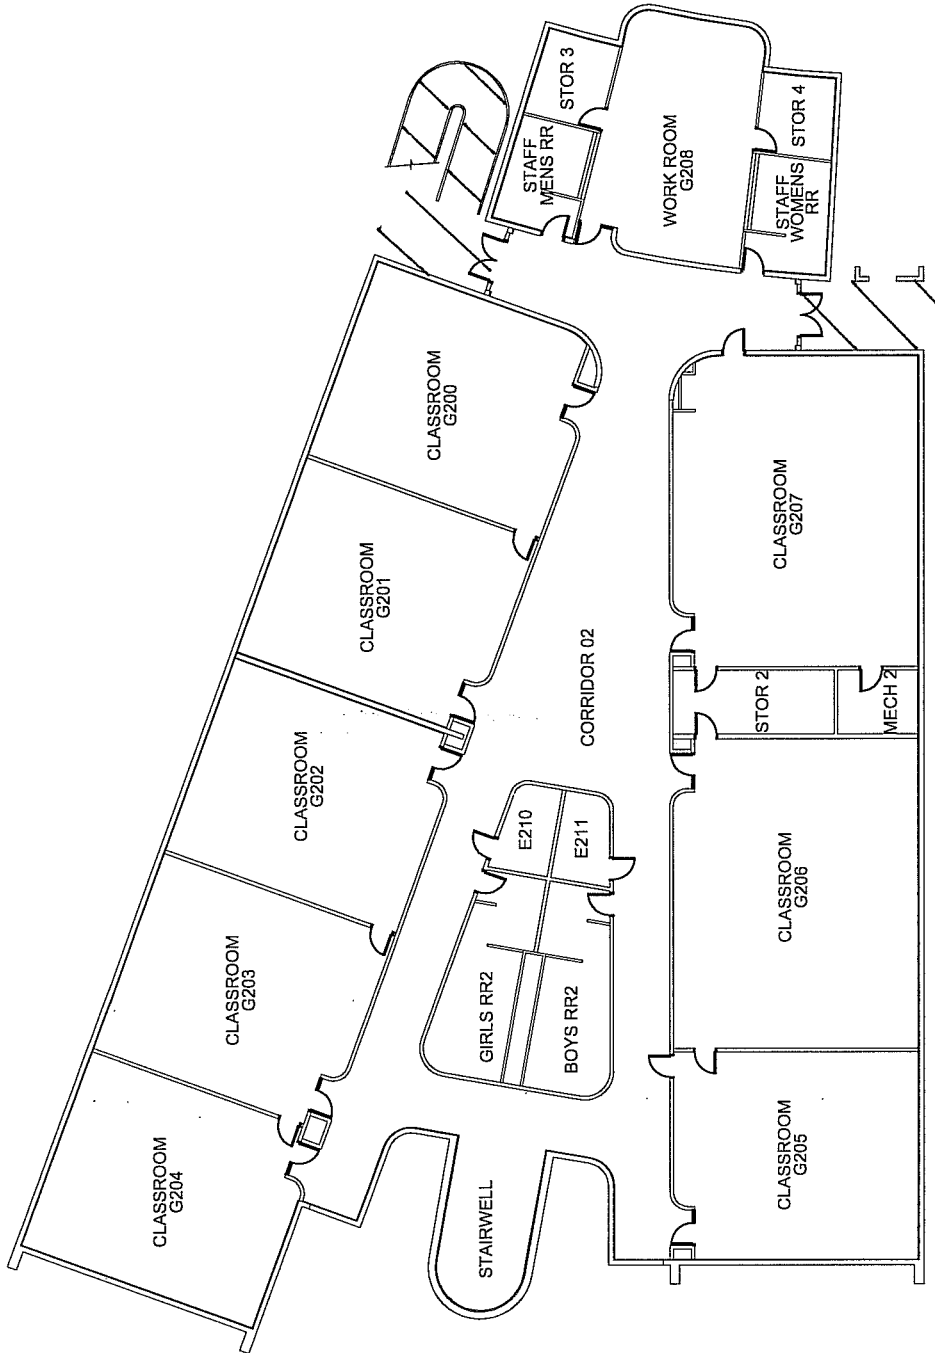 STOR 3
STAFF
MENS RR
WORK ROOM
G208
STOR 4
STAFF
WOMENS
RR
CLASSROOM
G200
CLASSROOM
G201
CLASSROOM
G202
CLASSROOM
G203
CLASSROOM
G204
CORRIDOR 02
E210
E211
GIRLS RR2
BOYS RR2
STAIRWELL
CLASSROOM
G207
STOR 2
MECH 2
CLASSROOM
G206
CLASSROOM
G205